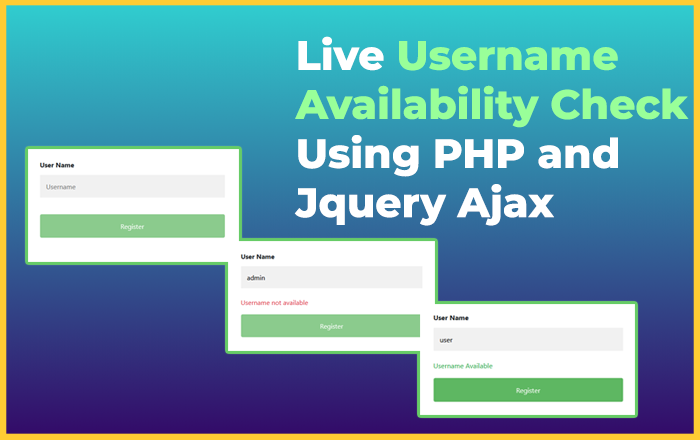 Live Username
Availability Check
Using PHP and
Jquery Ajax
User Name
Username
Register
User Name
admin
Username not available
Register
User Name
user
Username Available
Register